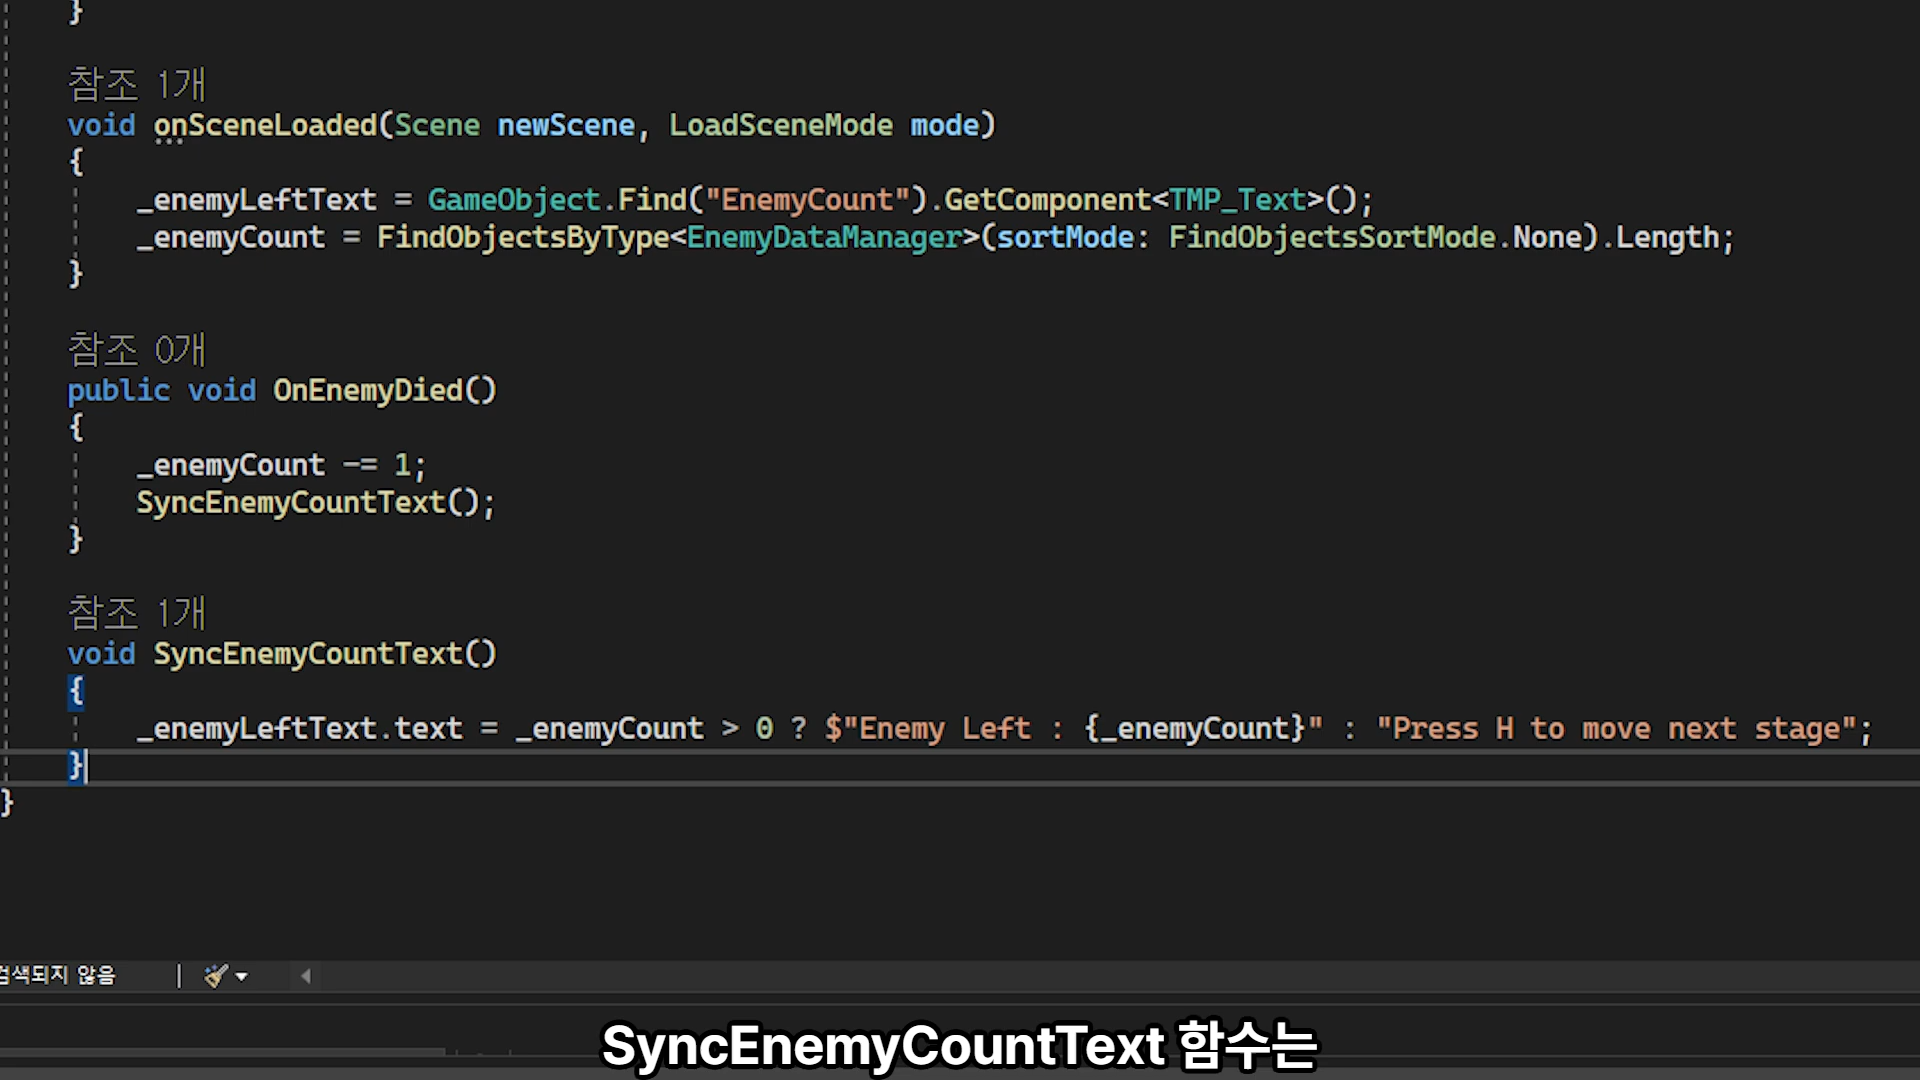 }
참조 1개
void onSceneLoaded(Scene newScene, LoadSceneMode mode)
{
_enemyLeftText = GameObject.Find("EnemyCount").GetComponent<TMP_Text>();
_enemyCount = FindObjectsByType<EnemyDataManager>(sortMode: FindObjectsSortMode.None).Length;
}
참조 0개
public void OnEnemyDied()
{
_enemyCount -= 1;
SyncEnemyCountText();
}
참조 1개
void SyncEnemyCountText()
{
_enemyLeftText.text = _enemyCount > 0 ? $"Enemy Left : {_enemyCount}" : "Press H to move next stage";
}
}
검색되지 않음
SyncEnemyCountText 함수는